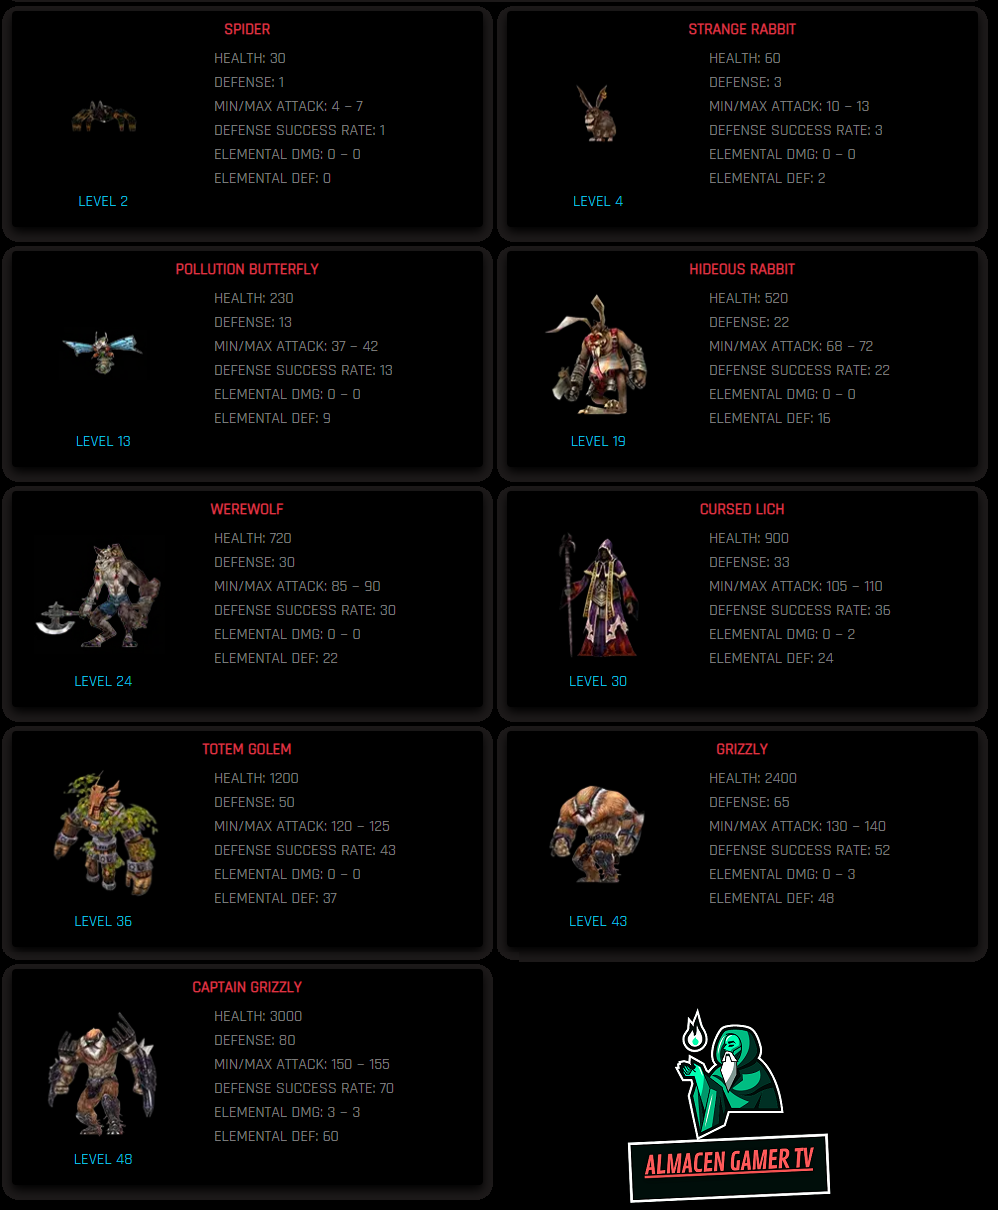 SPIDER
HEALTH: 30
DEFENSE: 1
MIN/MAX ATTACK: 4 – 7
DEFENSE SUCCESS RATE: 1
ELEMENTAL DMG: 0 – 0
ELEMENTAL DEF: 0
LEVEL 2
STRANGE RABBIT
HEALTH: 60
DEFENSE: 3
MIN/MAX ATTACK: 10 – 13
DEFENSE SUCCESS RATE: 3
ELEMENTAL DMG: 0 – 0
ELEMENTAL DEF: 2
LEVEL 4
POLLUTION BUTTERFLY
HEALTH: 230
DEFENSE: 13
MIN/MAX ATTACK: 37 – 42
DEFENSE SUCCESS RATE: 13
ELEMENTAL DMG: 0 – 0
ELEMENTAL DEF: 9
LEVEL 13
HIDEOUS RABBIT
HEALTH: 520
DEFENSE: 22
MIN/MAX ATTACK: 68 – 72
DEFENSE SUCCESS RATE: 22
ELEMENTAL DMG: 0 – 0
ELEMENTAL DEF: 16
LEVEL 19
WEREWOLF
HEALTH: 720
DEFENSE: 30
MIN/MAX ATTACK: 85 – 90
DEFENSE SUCCESS RATE: 30
ELEMENTAL DMG: 0 – 0
ELEMENTAL DEF: 22
LEVEL 24
CURSED LICH
HEALTH: 900
DEFENSE: 33
MIN/MAX ATTACK: 105 – 110
DEFENSE SUCCESS RATE: 36
ELEMENTAL DMG: 0 – 2
ELEMENTAL DEF: 24
LEVEL 30
TOTEM GOLEM
HEALTH: 1200
DEFENSE: 50
MIN/MAX ATTACK: 120 – 125
DEFENSE SUCCESS RATE: 43
ELEMENTAL DMG: 0 – 0
ELEMENTAL DEF: 37
LEVEL 36
GRIZZLY
HEALTH: 2400
DEFENSE: 65
MIN/MAX ATTACK: 130 – 140
DEFENSE SUCCESS RATE: 52
ELEMENTAL DMG: 0 – 3
ELEMENTAL DEF: 48
LEVEL 43
CAPTAIN GRIZZLY
HEALTH: 3000
DEFENSE: 80
MIN/MAX ATTACK: 150 – 155
DEFENSE SUCCESS RATE: 70
ELEMENTAL DMG: 3 – 3
ELEMENTAL DEF: 60
LEVEL 48
ALMACEN GAMER TV